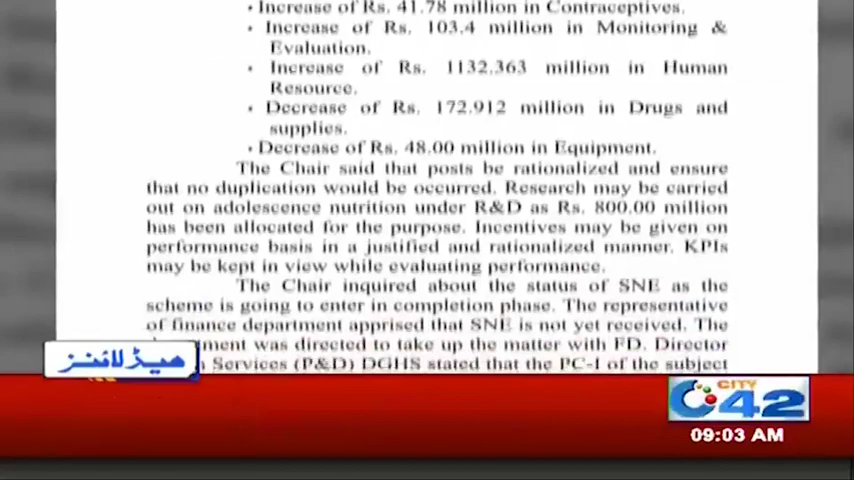 • Increase of Rs. 41.78 million in Contraceptives.
• Increase of Rs. 103.4 million in Monitoring &
Evaluation.
• Increase of Rs. 1132.363 million in Human
Resource.
• Decrease of Rs. 172.912 million in Drugs and
supplies.
• Decrease of Rs. 48.00 million in Equipment.
The Chair said that posts be rationalized and ensure
that no duplication would be occurred. Research may be carried
out on adolescence nutrition under R&D as Rs. 800.00 million
has been allocated for the purpose. Incentives may be given on
performance basis in a justified and rationalized manner. KPIs
may be kept in view while evaluating performance.
The Chair inquired about the status of SNE as the
scheme is going to enter in completion phase. The representative
of finance department apprised that SNE is not yet received. The
ment was directed to take up the matter with FD. Director
Services (P&D) DGHS stated that the PC-I of the subject
ہیڈلائنز
CITY
42
09:03 AM